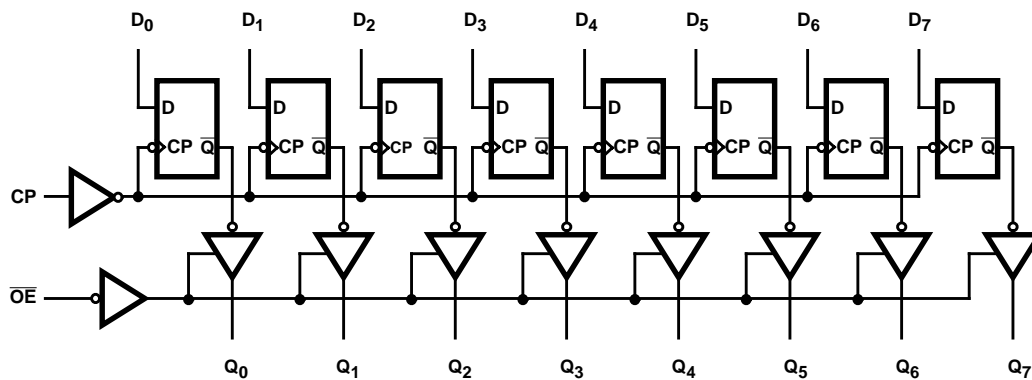 D₀ D₁ D₂ D₃ D₄ D₅ D₆ D₇
D D D D D D D D
CP Q̅ CP Q̅ CP Q̅ CP Q̅ CP Q̅ CP Q̅ CP Q̅ CP Q̅
CP
O̅E̅
Q₀ Q₁ Q₂ Q₃ Q₄ Q₅ Q₆ Q₇